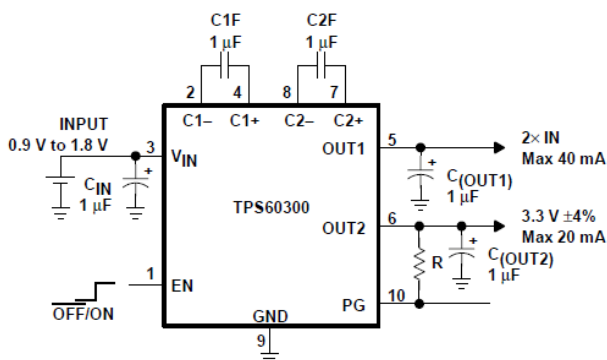 C1F
1 µF
C2F
1 µF
2
4
8
7
C1–
C1+
C2–
C2+
INPUT
0.9 V to 1.8 V
3
VIN
CIN
1 µF
+
TPS60300
OUT1
5
2× IN
Max 40 mA
+
C(OUT1)
1 µF
OUT2
6
3.3 V ±4%
Max 20 mA
R
+
C(OUT2)
1 µF
1
EN
OFF/ON
PG
10
GND
9